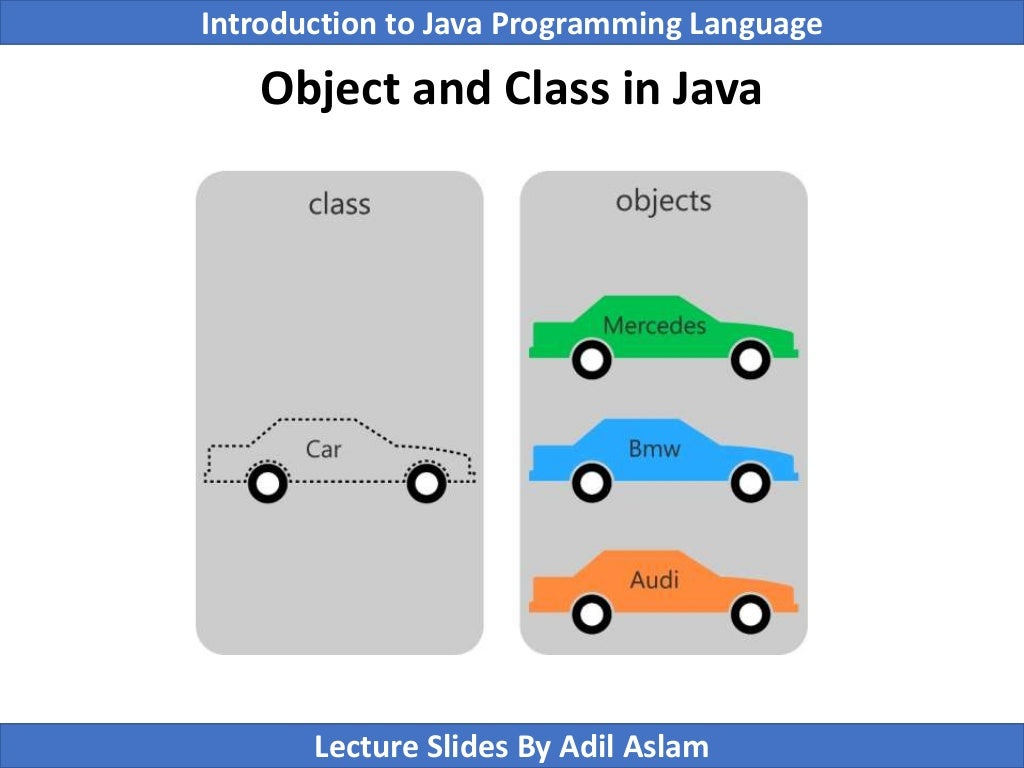 Introduction to Java Programming Language
Object and Class in Java
class
Car
objects
Mercedes
Bmw
Audi
Lecture Slides By Adil Aslam